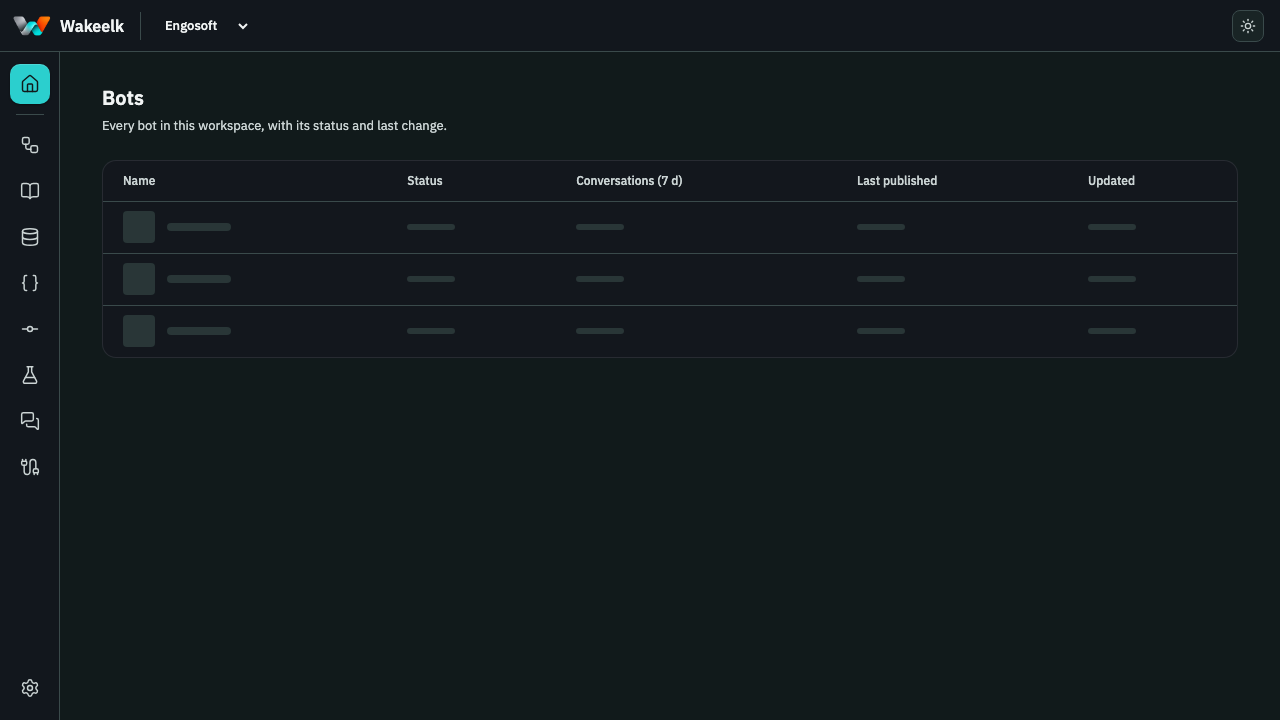 Wakeelk
Engosoft
Bots
Every bot in this workspace, with its status and last change.
Name Status Conversations (7 d) Last published Updated